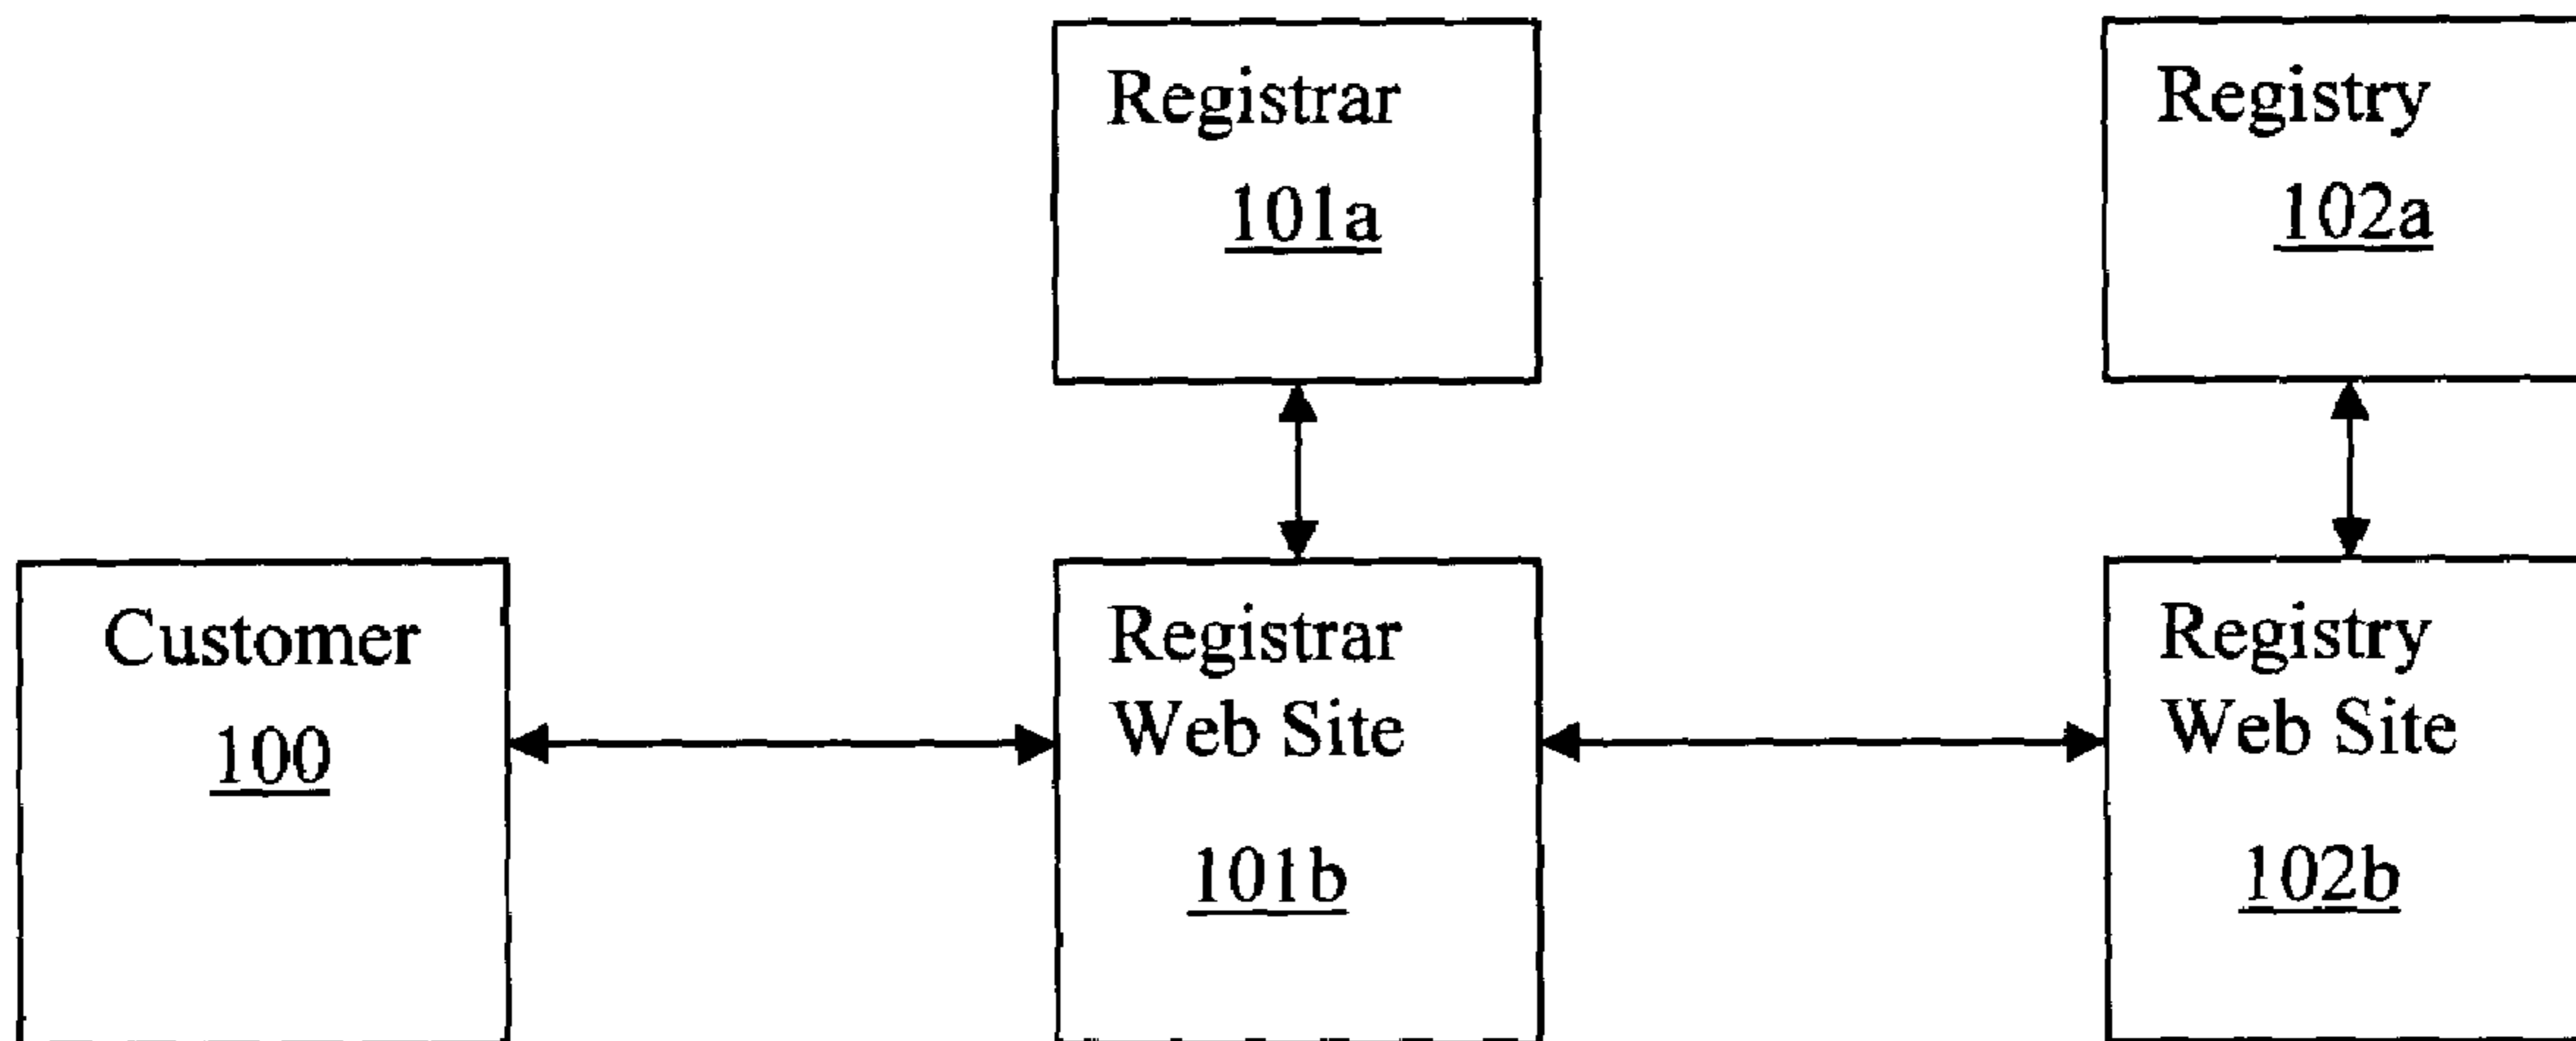 Registrar
101a
Registry
102a
Customer
100
Registrar
Web Site
101b
Registry
Web Site
102b